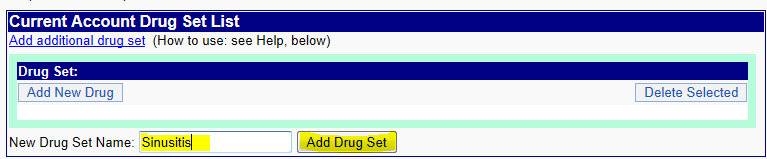 Current Account Drug Set List
Add additional drug set (How to use: see Help, below)
Drug Set:
Add New Drug Delete Selected
New Drug Set Name: Sinusitis Add Drug Set